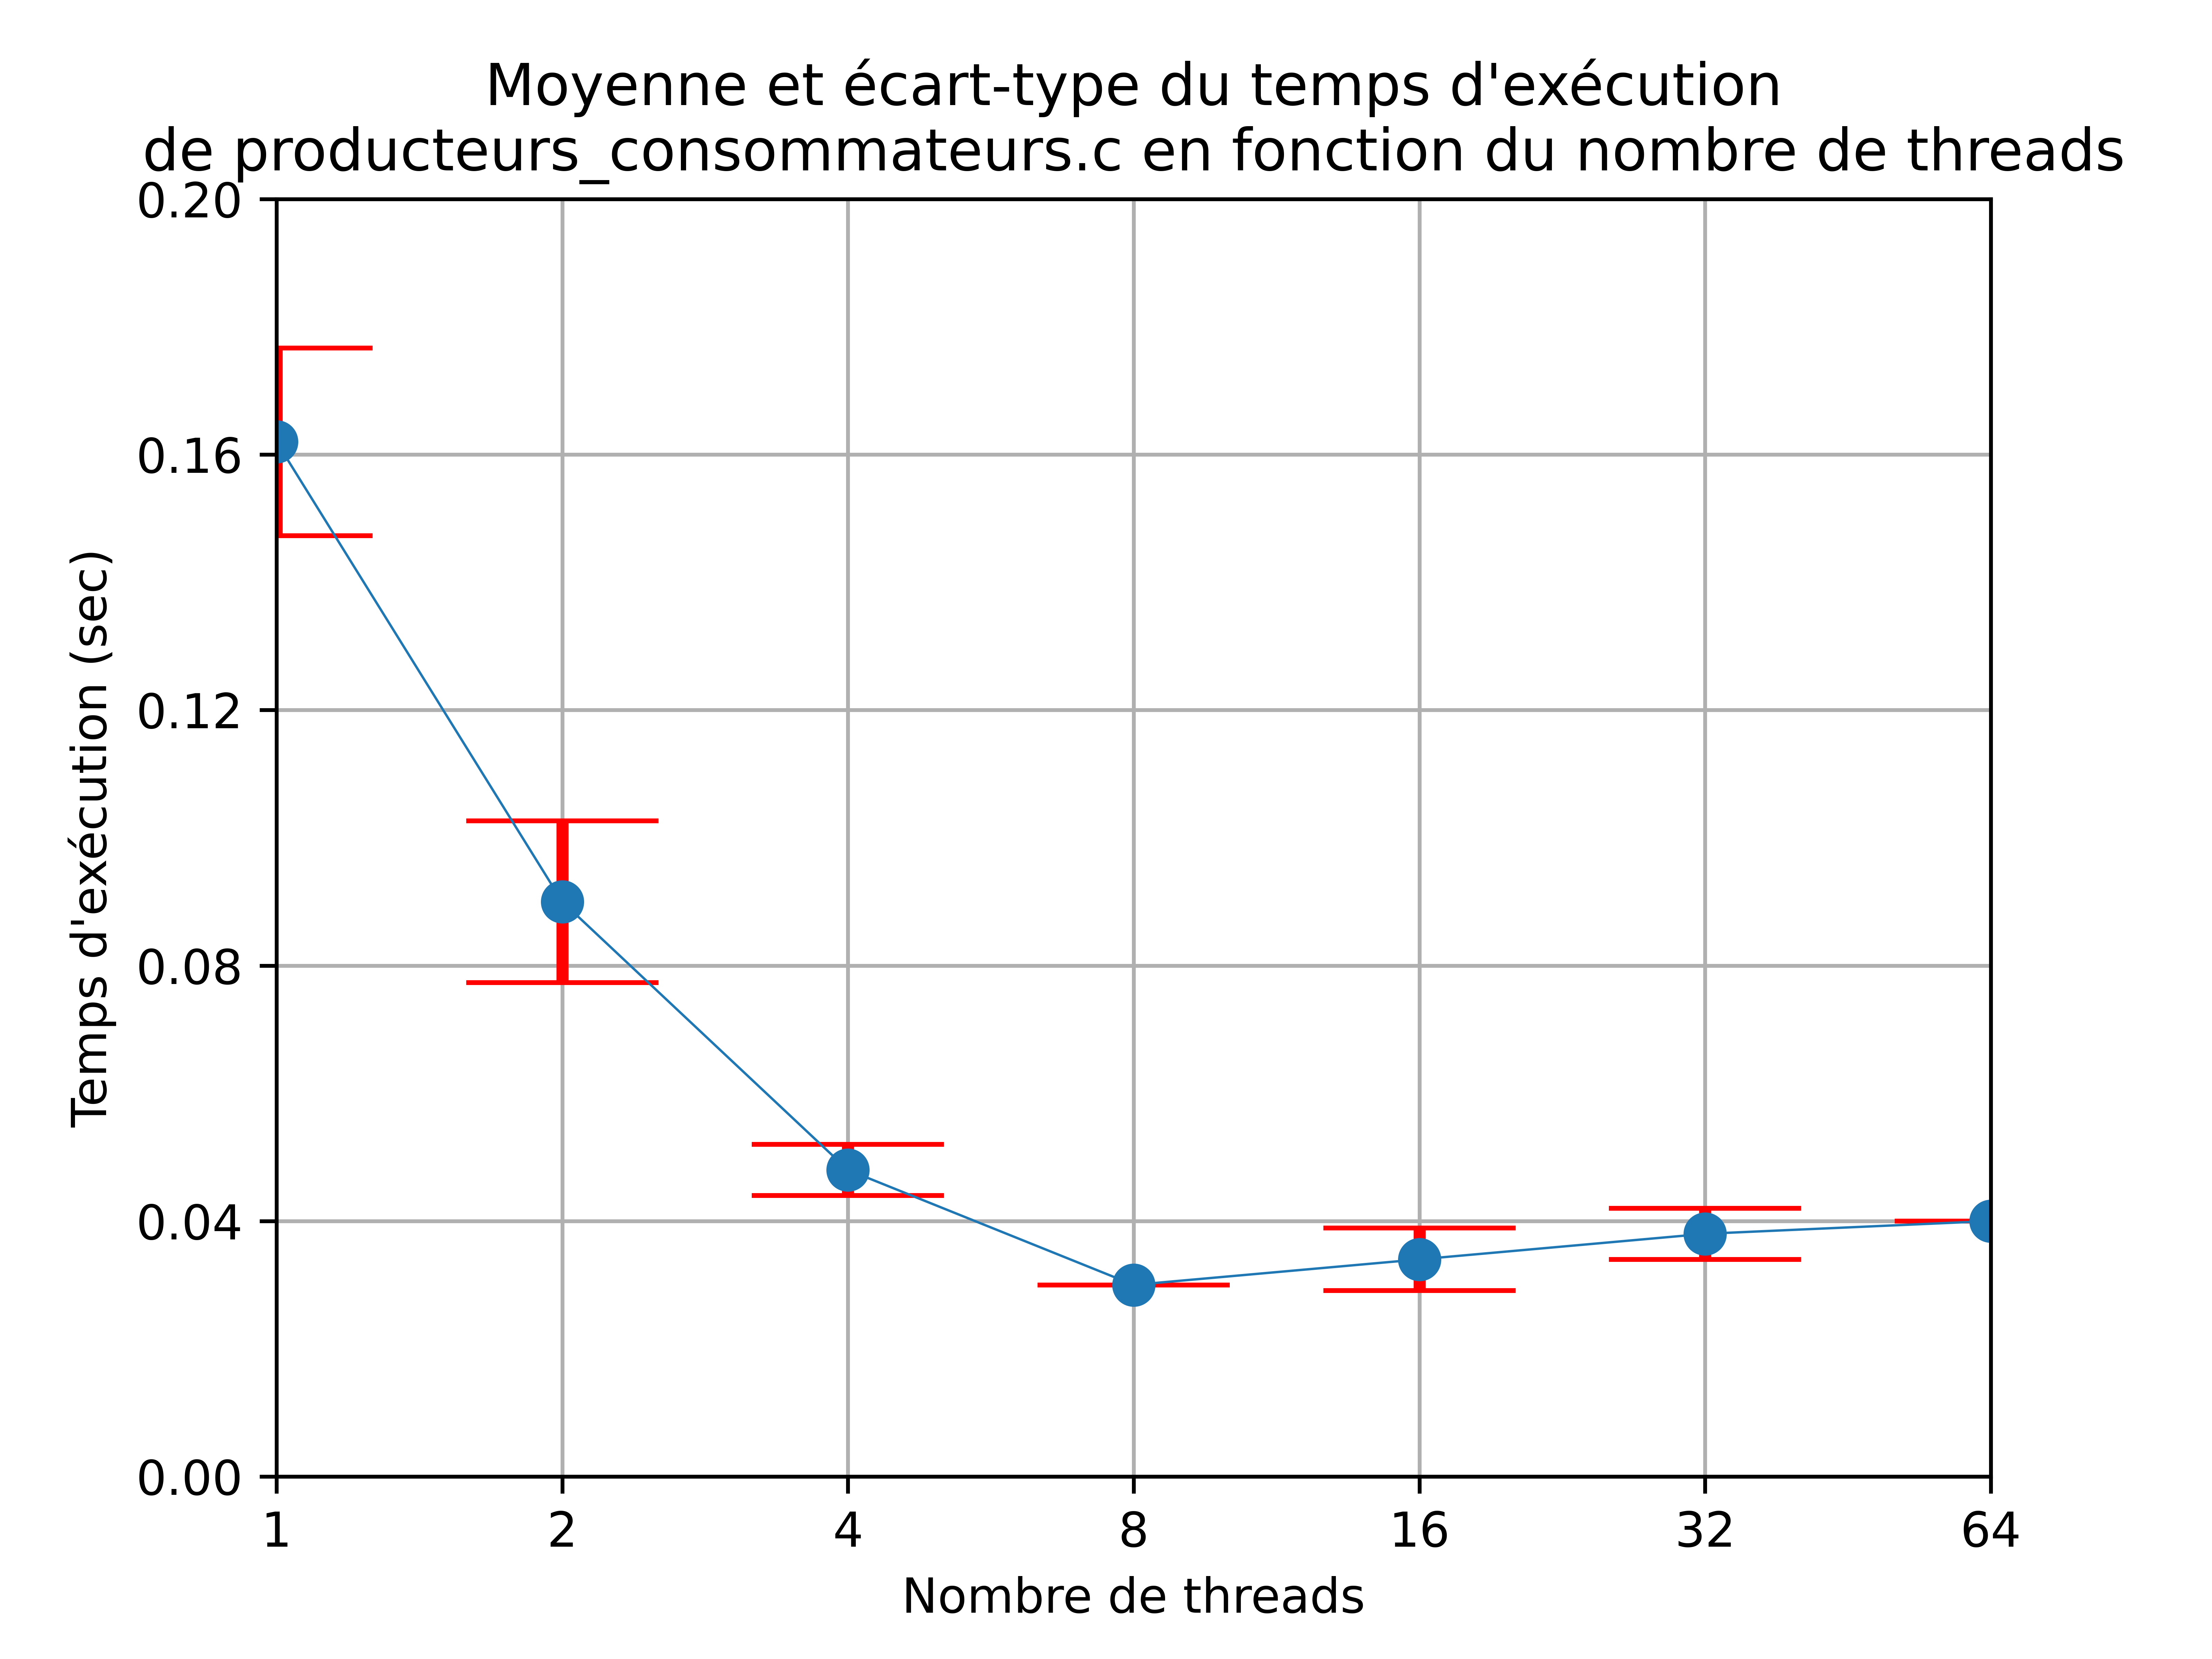 Moyenne et écart-type du temps d'exécution
de producteurs_consommateurs.c en fonction du nombre de threads
0.20
0.16
0.12
0.08
0.04
0.00
Temps d'exécution (sec)
1 2 4 8 16 32 64
Nombre de threads